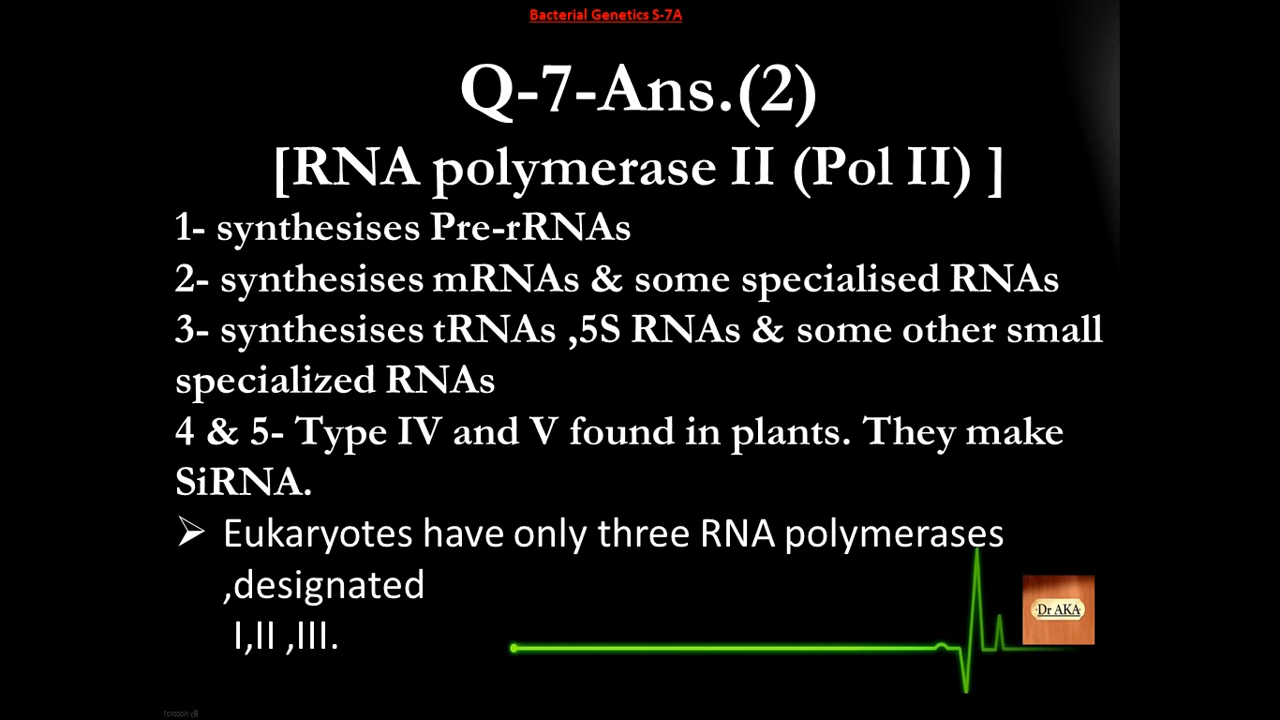 Bacterial Genetics S-7A
Q-7-Ans.(2)
[RNA polymerase II (Pol II) ]
1- synthesises Pre-rRNAs
2- synthesises mRNAs & some specialised RNAs
3- synthesises tRNAs ,5S RNAs & some other small
specialized RNAs
4 & 5- Type IV and V found in plants. They make
SiRNA.
➢ Eukaryotes have only three RNA polymerases
,designated
I,II ,III.
Dr AKA